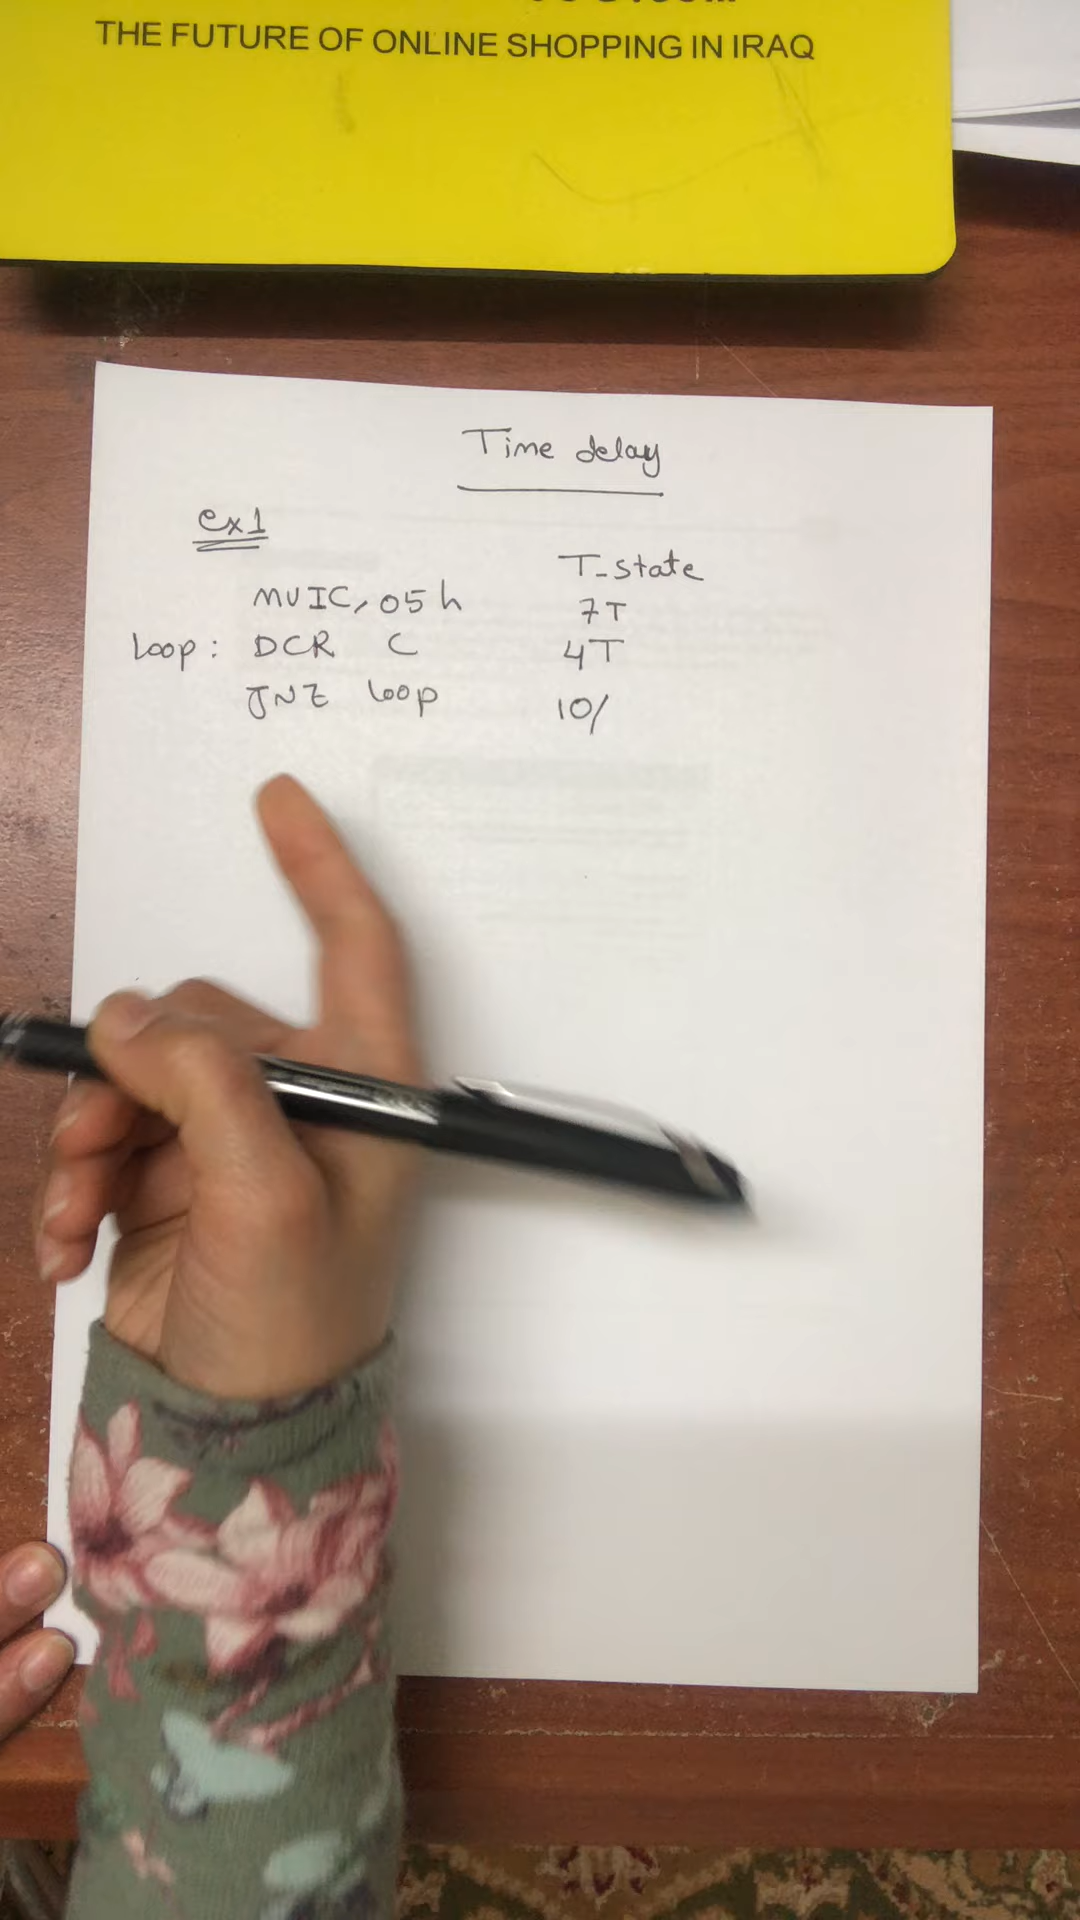 THE FUTURE OF ONLINE SHOPPING IN IRAQ
Time delay
ex1
T-state
MVIC, 05h 7T
Loop: DCR C 4T
JNZ loop 10/